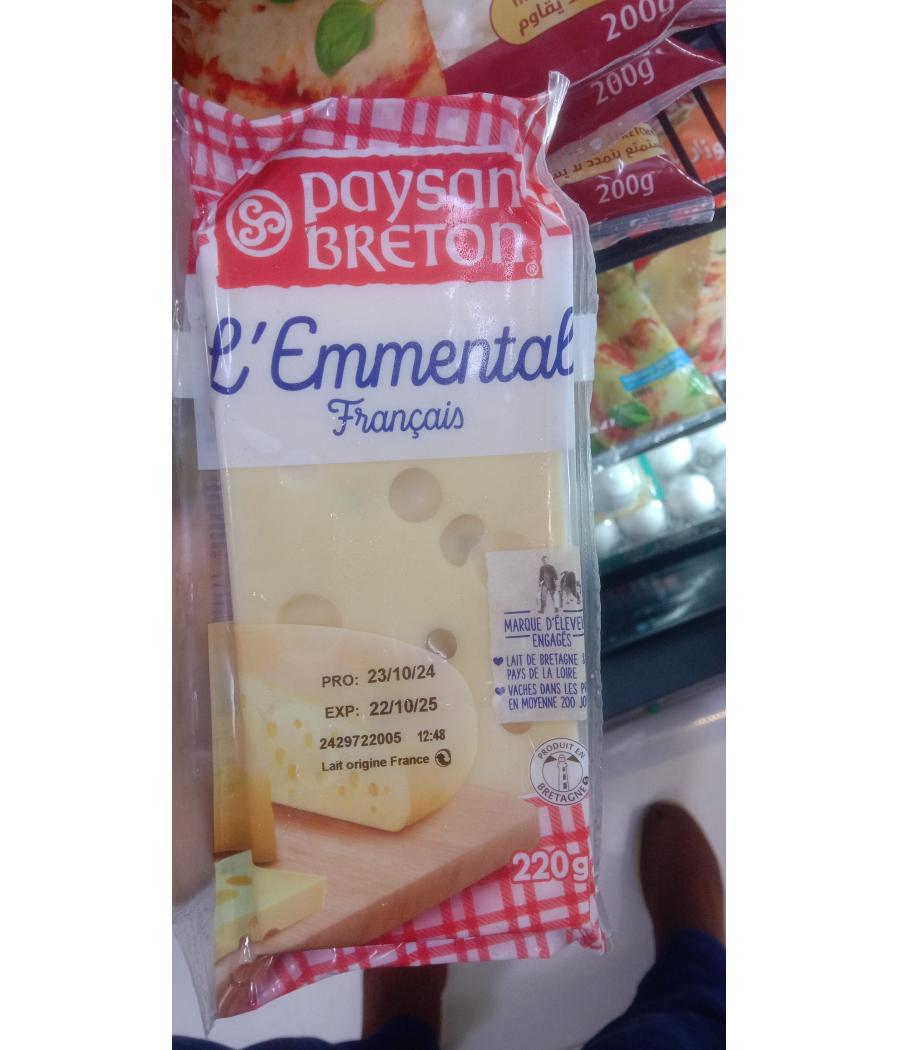 يقاوم
200g
200g
200g
paysan
BRETON
®
L'Emmental
Français
MARQUE D'ÉLEVE
ENGAGÉS
LAIT DE BRETAGNE
PAYS DE LA LOIRE
VACHES DANS LES P
EN MOYENNE 200 JO
PRO: 23/10/24
EXP: 22/10/25
2429722005 12:48
Lait origine France
PRODUIT EN
BRETAGNE
220g